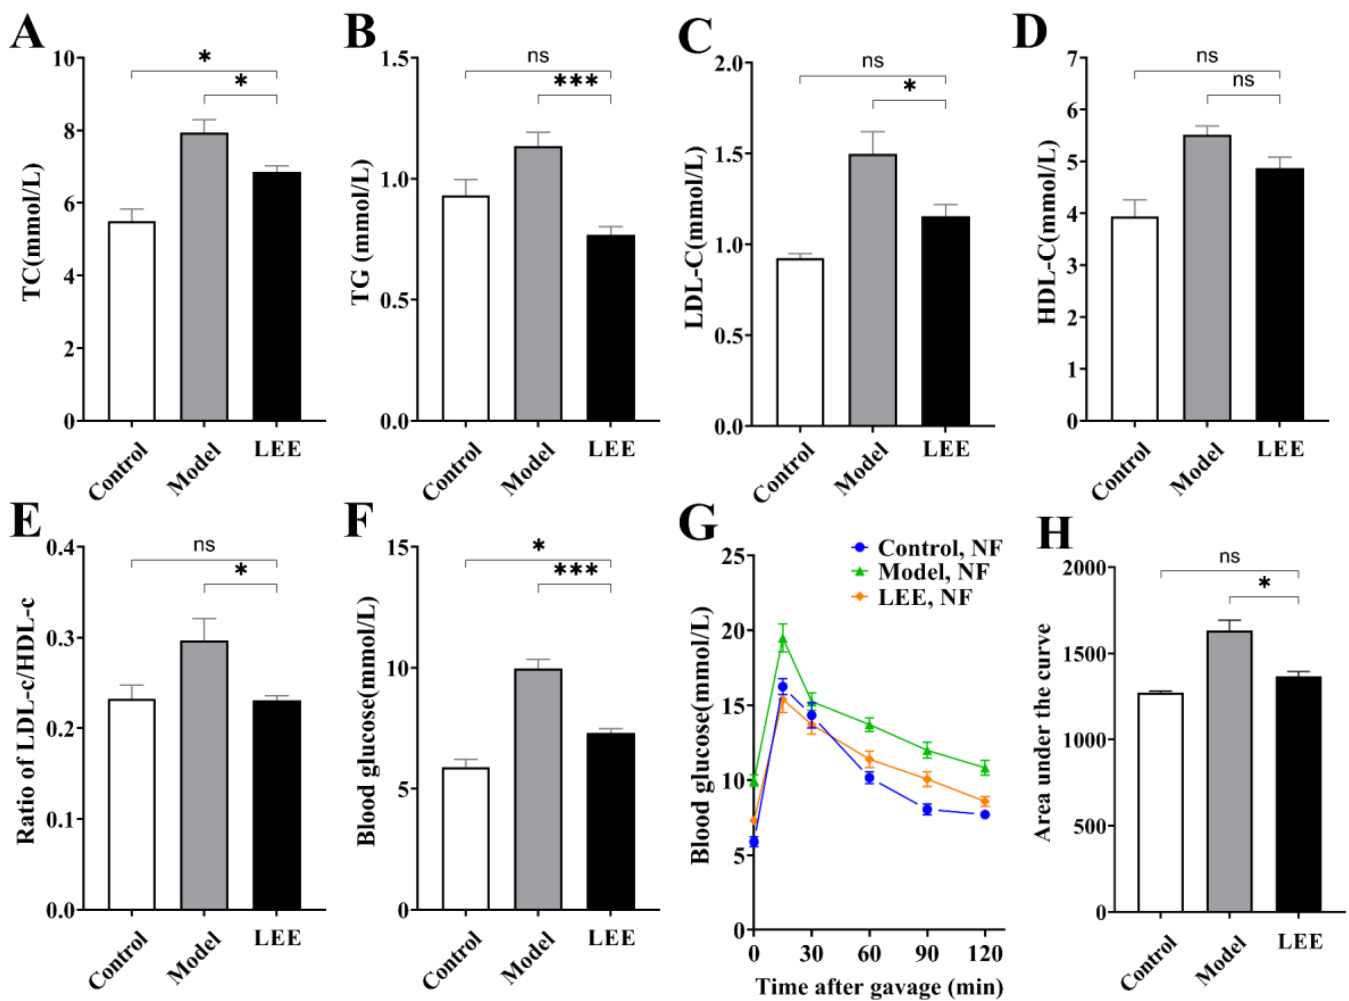 A
TC(mmol/L)
10
8
6
4
2
0
*
*
Control
Model
LEE
B
TG (mmol/L)
1.5
1.0
0.5
0.0
ns
***
Control
Model
LEE
C
LDL-C(mmol/L)
2.0
1.5
1.0
0.5
0.0
ns
*
Control
Model
LEE
D
HDL-C(mmol/L)
7
6
5
4
3
2
1
0
ns
ns
Control
Model
LEE
E
Ratio of LDL-c/HDL-c
0.4
0.3
0.2
0.1
0.0
ns
*
Control
Model
LEE
F
Blood glucose(mmol/L)
15
10
5
0
*
***
Control
Model
LEE
G
Blood glucose(mmol/L)
25
20
15
10
5
0
Control, NF
Model, NF
LEE, NF
0 30 60 90 120
Time after gavage (min)
H
Area under the curve
2000
1500
1000
500
0
ns
*
Control
Model
LEE